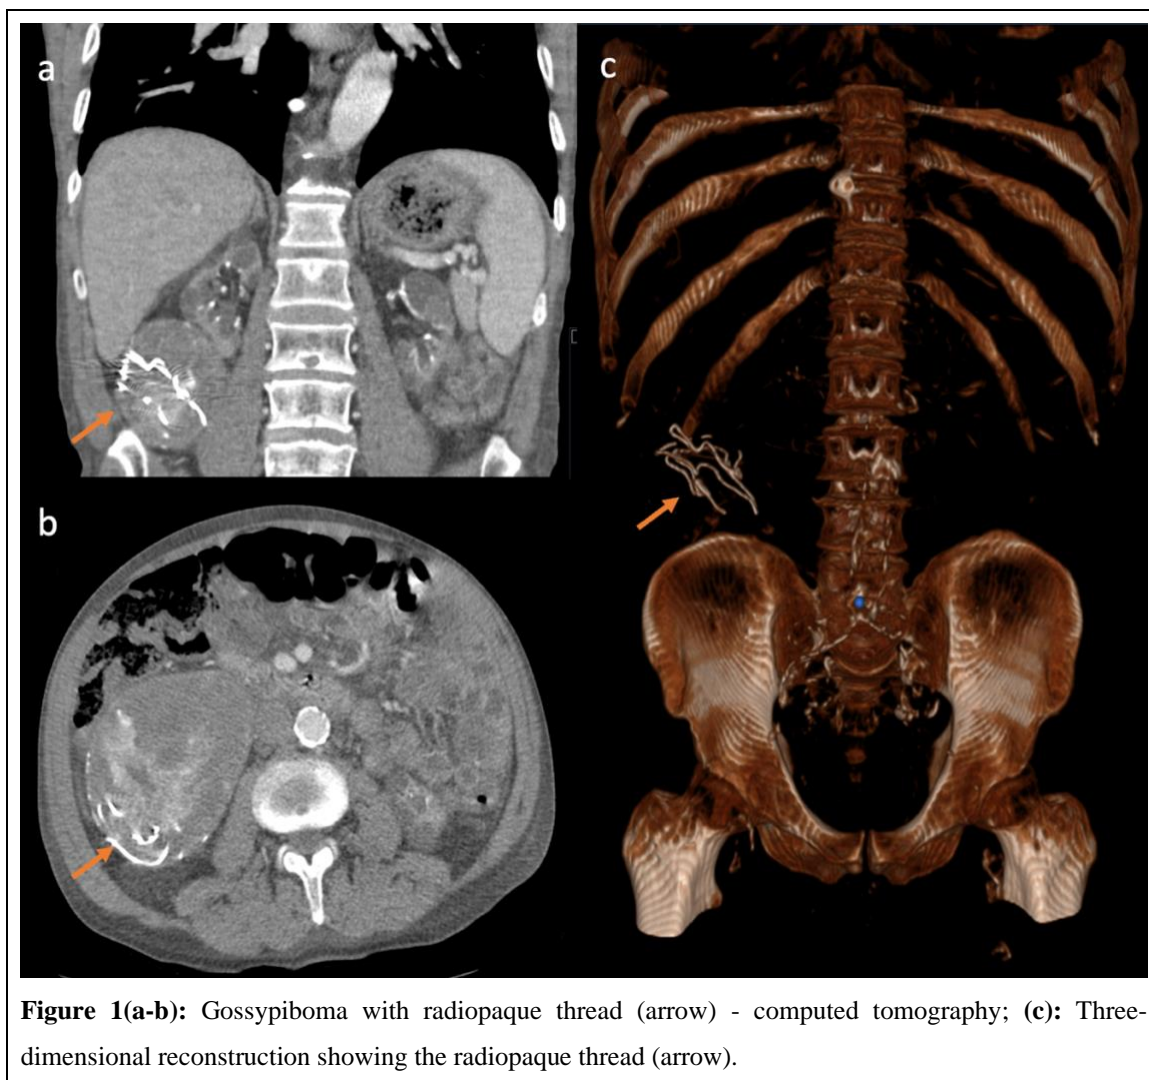 a
c
b
Figure 1(a-b): Gossypiboma with radiopaque thread (arrow) - computed tomography; (c): Three-
dimensional reconstruction showing the radiopaque thread (arrow).